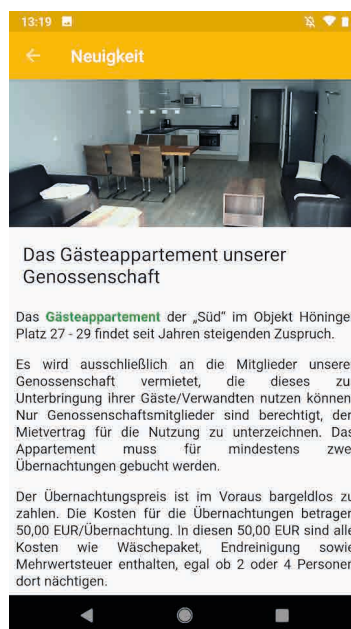 13:19
Neuigkeit
Das Gästeappartement unserer
Genossenschaft
Das Gästeappartement der „Süd“ im Objekt Höninge
Platz 27 - 29 findet seit Jahren steigenden Zuspruch.
Es wird ausschließlich an die Mitglieder unsere
Genossenschaft vermietet, die dieses zu
Unterbringung ihrer Gäste/Verwandten nutzen können
Nur Genossenschaftsmitglieder sind berechtigt, der
Mietvertrag für die Nutzung zu unterzeichnen. Das
Appartement muss für mindestens zwe
Übernachtungen gebucht werden.
Der Übernachtungspreis ist im Voraus bargeldlos zu
zahlen. Die Kosten für die Übernachtungen betrager
50,00 EUR/Übernachtung. In diesen 50,00 EUR sind alle
Kosten wie Wäschepaket, Endreinigung sowie
Mehrwertsteuer enthalten, egal ob 2 oder 4 Personer
dort nächtigen.